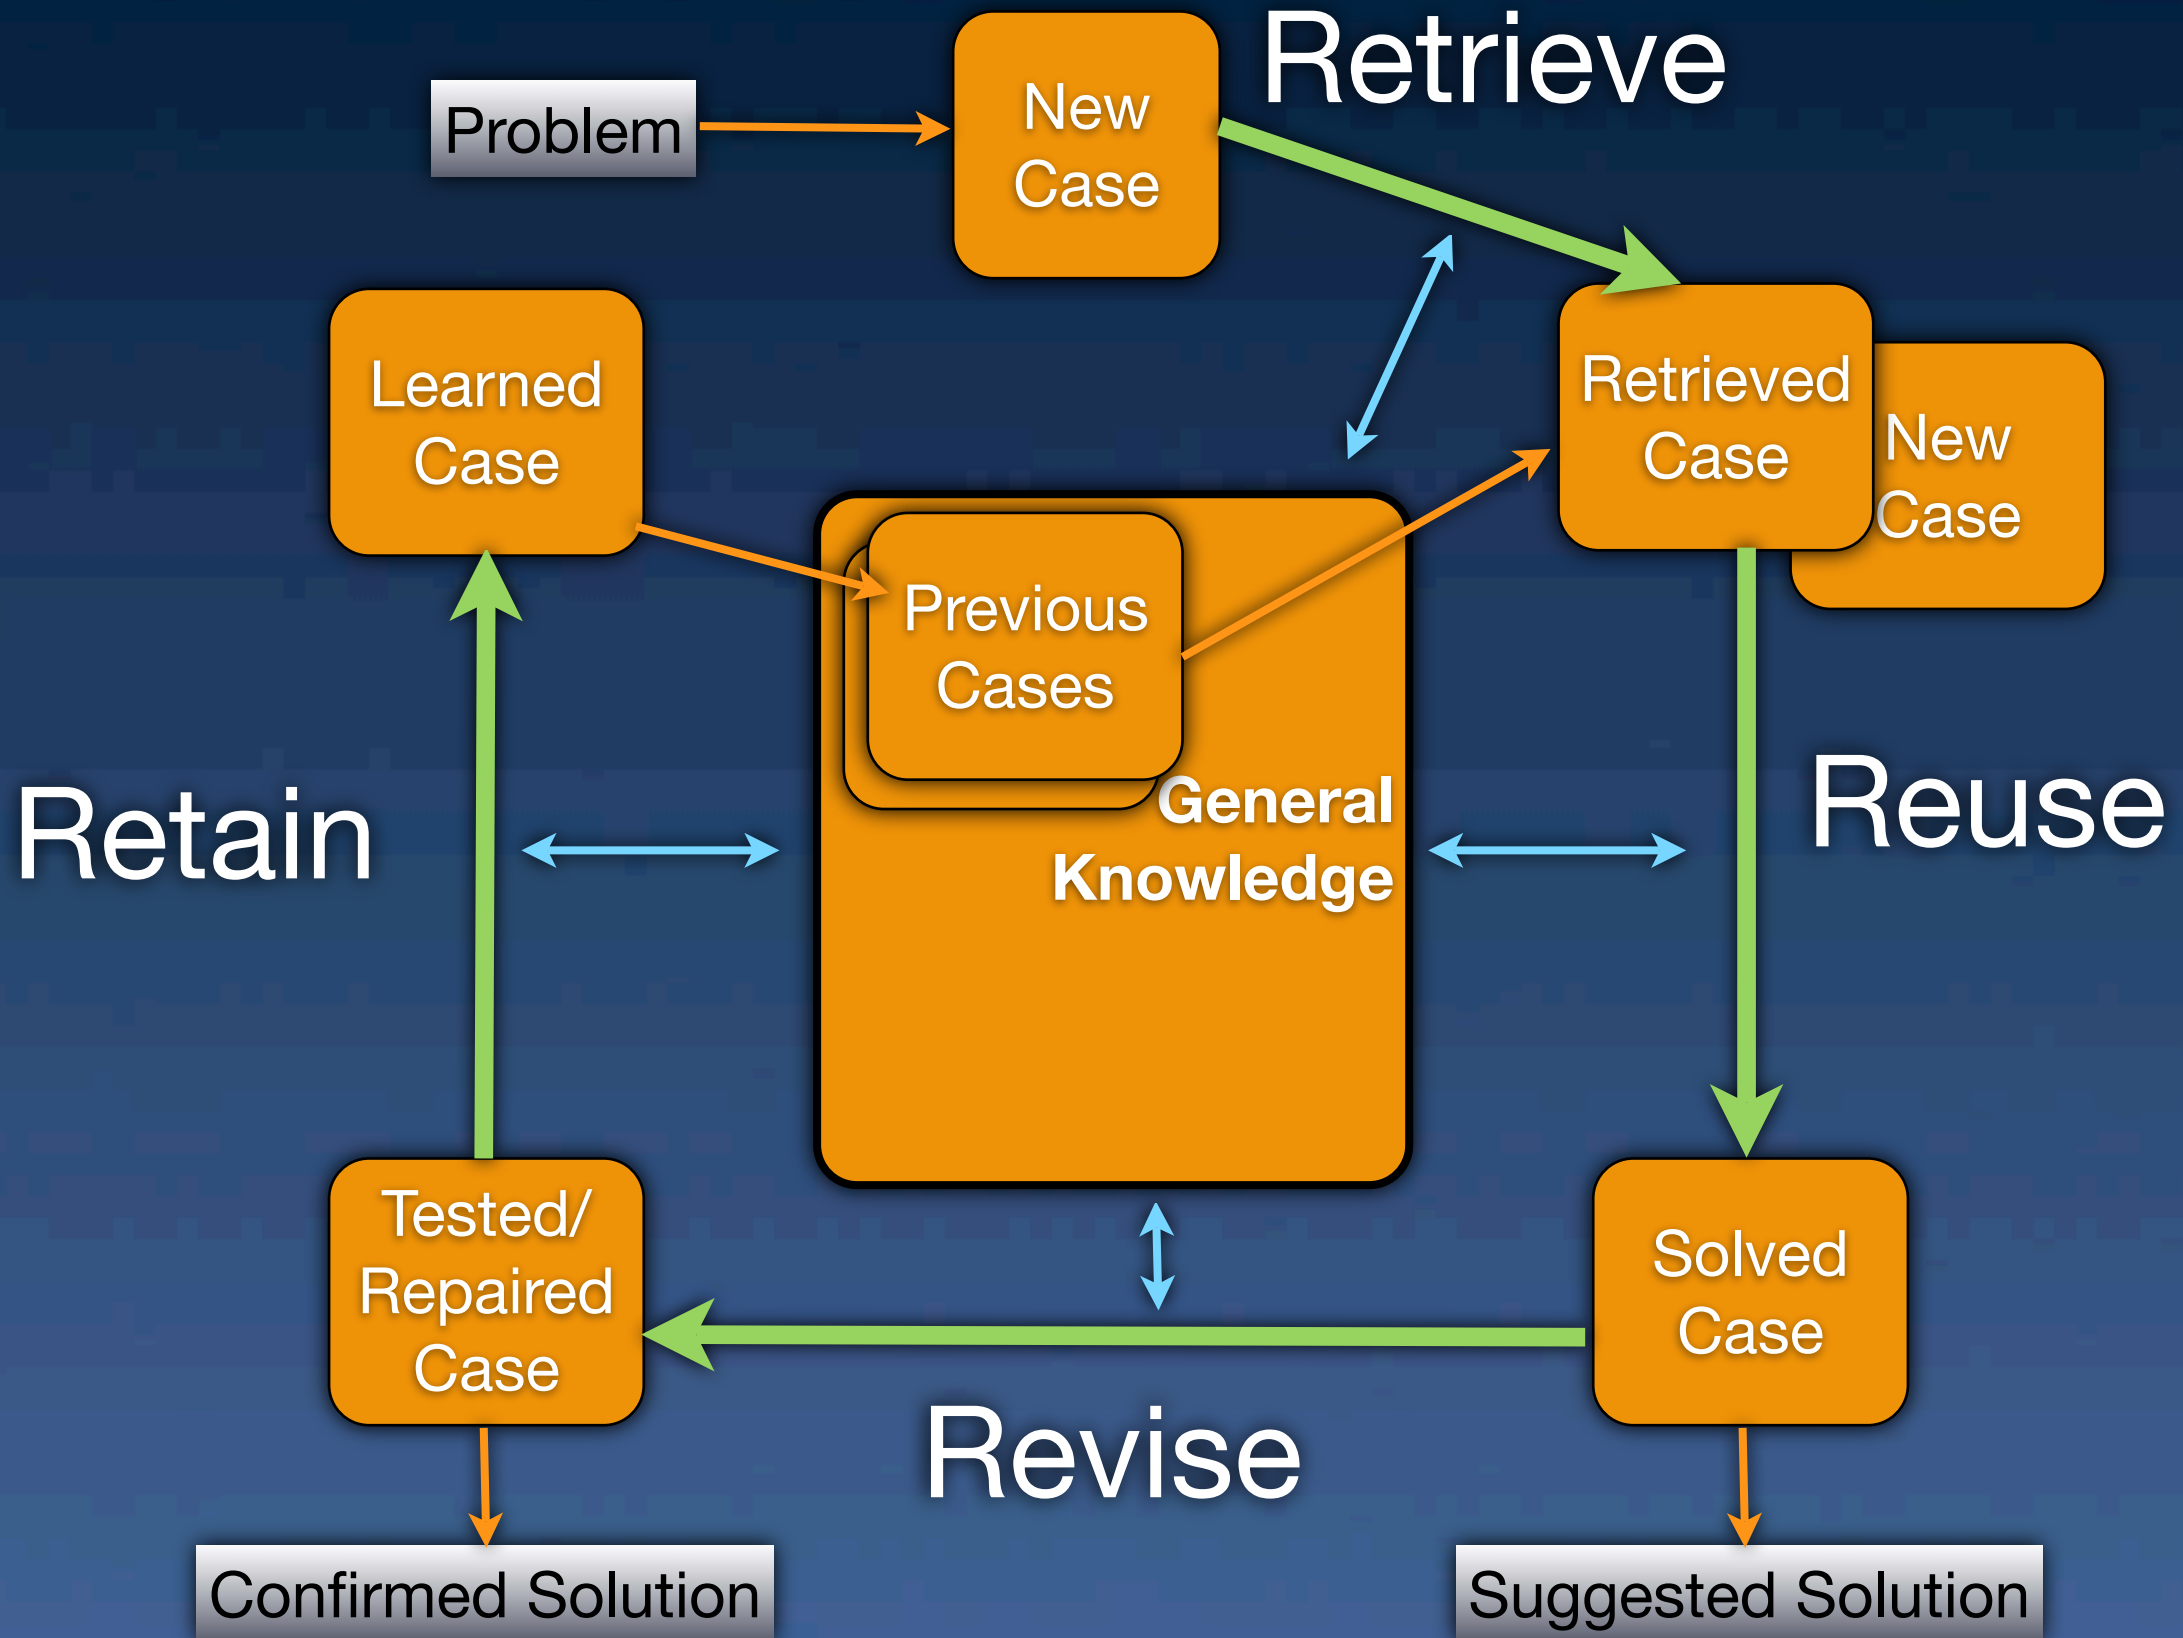 Retrieve
Problem
New
Case
Learned
Case
Retrieved
Case
New
Case
Previous
Cases
General
Knowledge
Retain
Reuse
Tested/
Repaired
Case
Solved
Case
Revise
Confirmed Solution
Suggested Solution